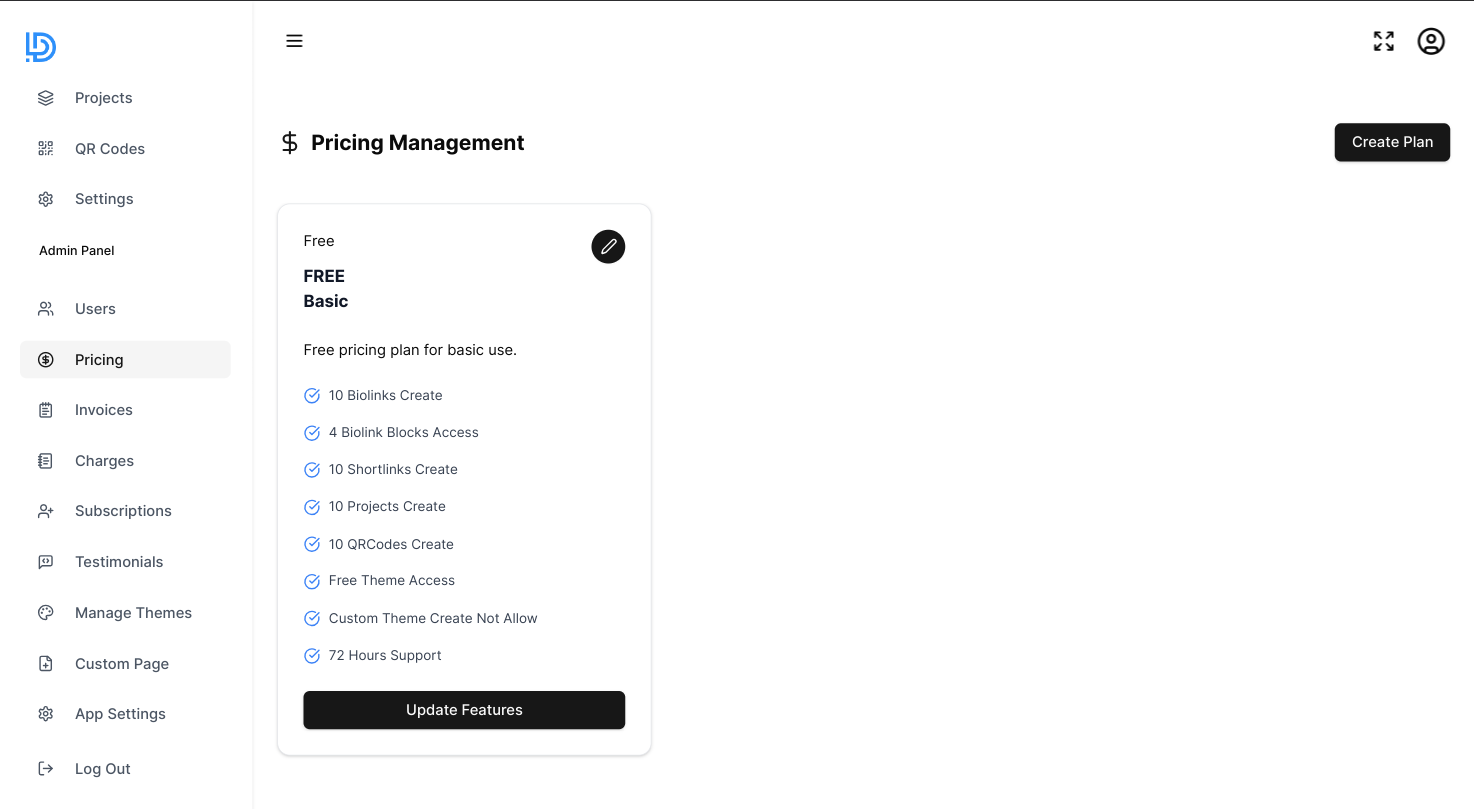 Projects
QR Codes
Settings
Admin Panel
Users
Pricing
Invoices
Charges
Subscriptions
Testimonials
Manage Themes
Custom Page
App Settings
Log Out
Pricing Management
Create Plan
Free
FREE
Basic
Free pricing plan for basic use.
10 Biolinks Create
4 Biolink Blocks Access
10 Shortlinks Create
10 Projects Create
10 QRCodes Create
Free Theme Access
Custom Theme Create Not Allow
72 Hours Support
Update Features